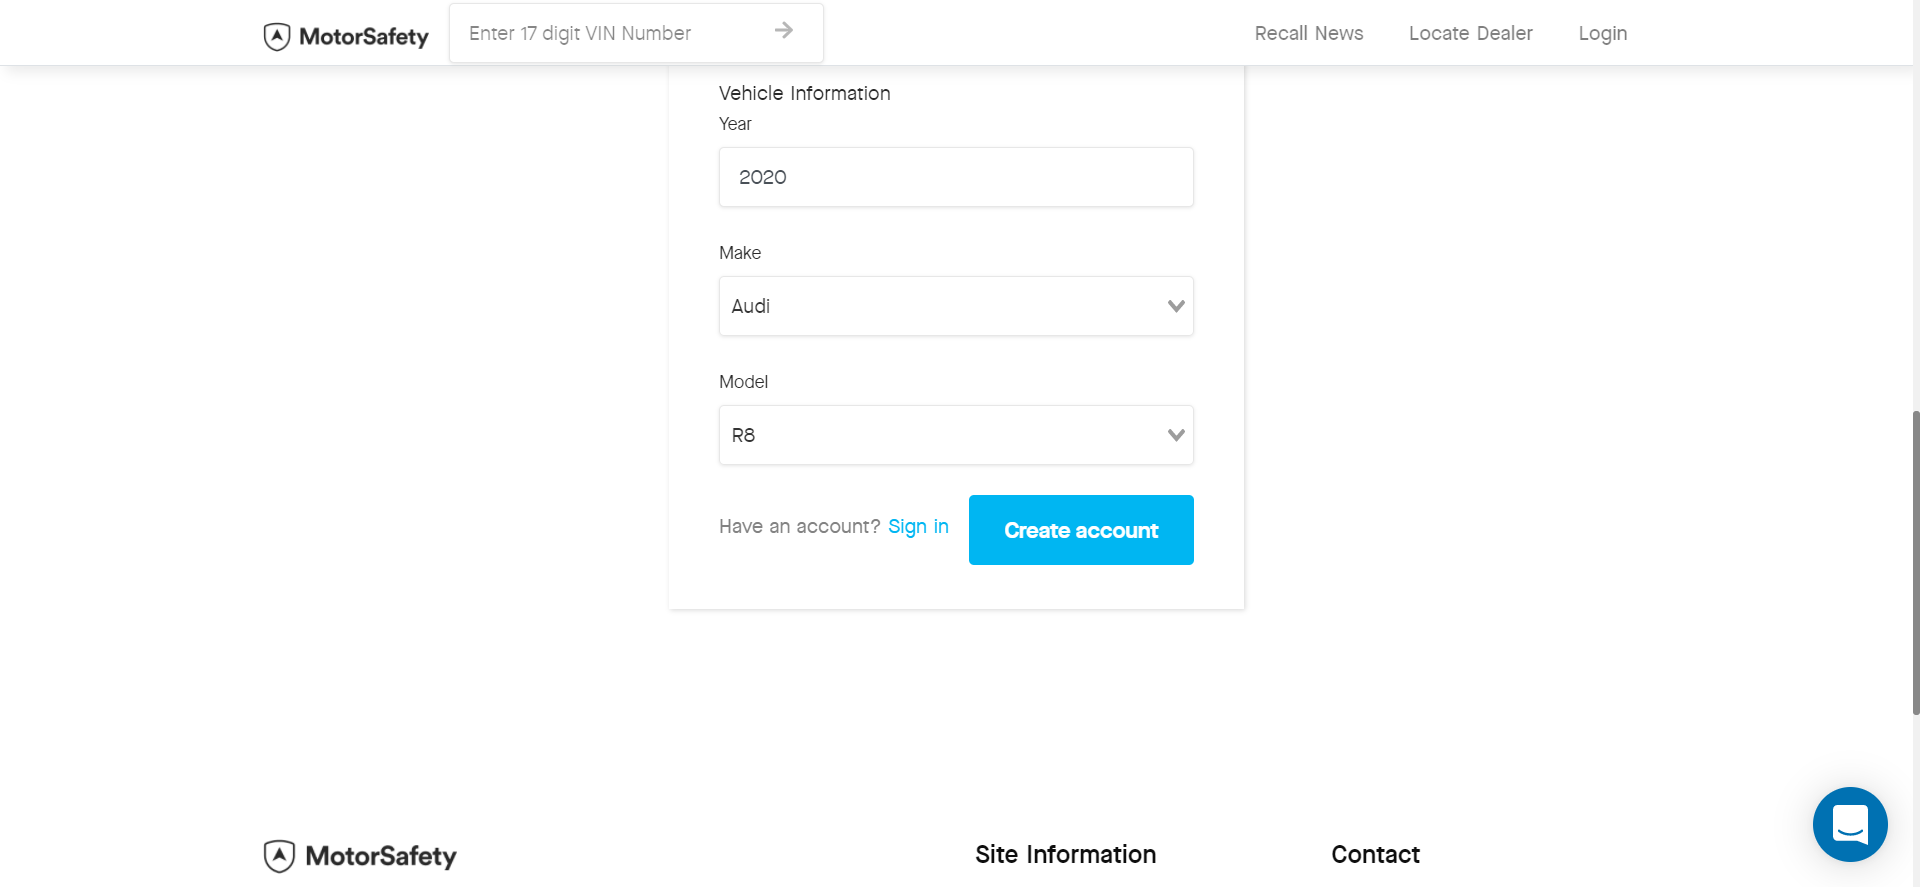 MotorSafety
Enter 17 digit VIN Number
Recall News
Locate Dealer
Login
Vehicle Information
Year
2020
Make
Audi
Model
R8
Have an account? Sign in
Create account
MotorSafety
Site Information
Contact